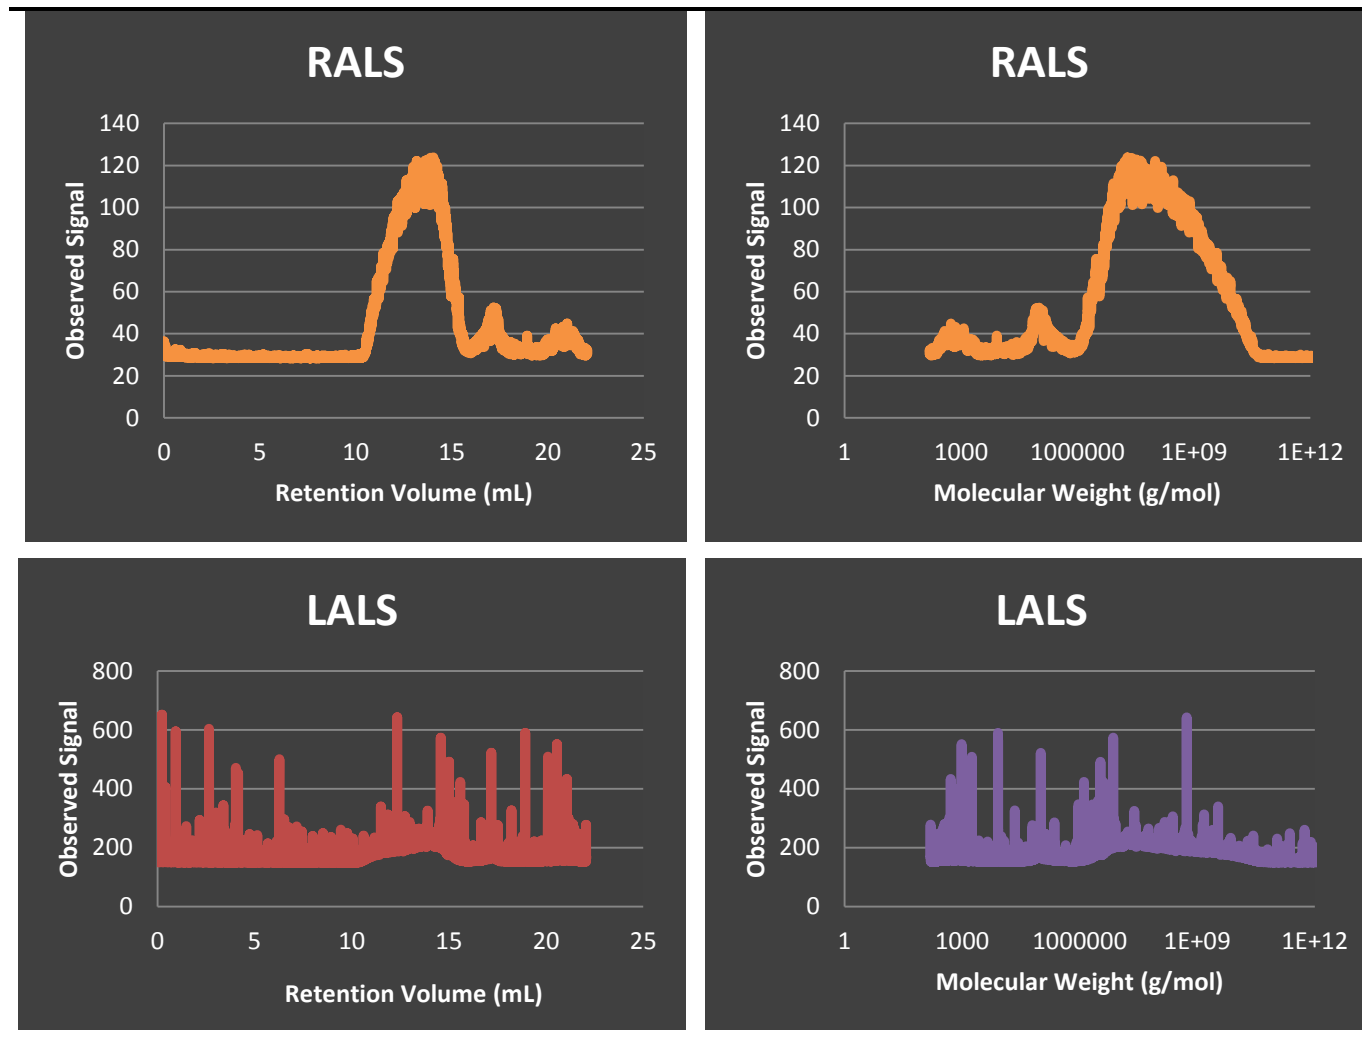 RALS
140
120
100
80
60
40
20
0
Observed Signal
0 5 10 15 20 25
Retention Volume (mL)
RALS
140
120
100
80
60
40
20
0
Observed Signal
1 1000 1000000 1E+09 1E+12
Molecular Weight (g/mol)
LALS
800
600
400
200
0
Observed Signal
0 5 10 15 20 25
Retention Volume (mL)
LALS
800
600
400
200
0
Observed Signal
1 1000 1000000 1E+09 1E+12
Molecular Weight (g/mol)